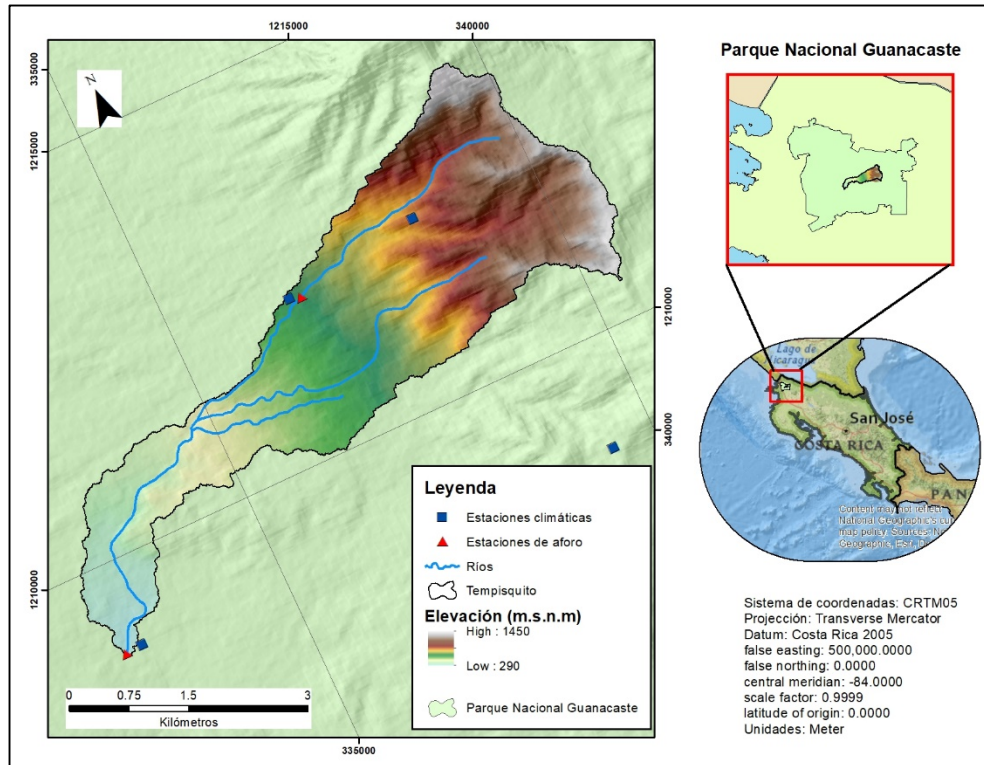 1215000
340000
335000
1215000
N
1210000
340000
1210000
335000
Leyenda
Estaciones climáticas
Estaciones de aforo
Ríos
Tempisquito
Elevación (m.s.n.m)
High : 1450
Low : 290
Parque Nacional Guanacaste
0 0.75 1.5 3
Kilómetros
Parque Nacional Guanacaste
Lago de
Nicaragua
San José
COSTA RICA
PAN
Content may not reflect
National Geographic's cur
map policy. Sources: N
Geographic, Esri,
Sistema de coordenadas: CRTM05
Projección: Transverse Mercator
Datum: Costa Rica 2005
false easting: 500,000.0000
false northing: 0.0000
central meridian: -84.0000
scale factor: 0.9999
latitude of origin: 0.0000
Unidades: Meter